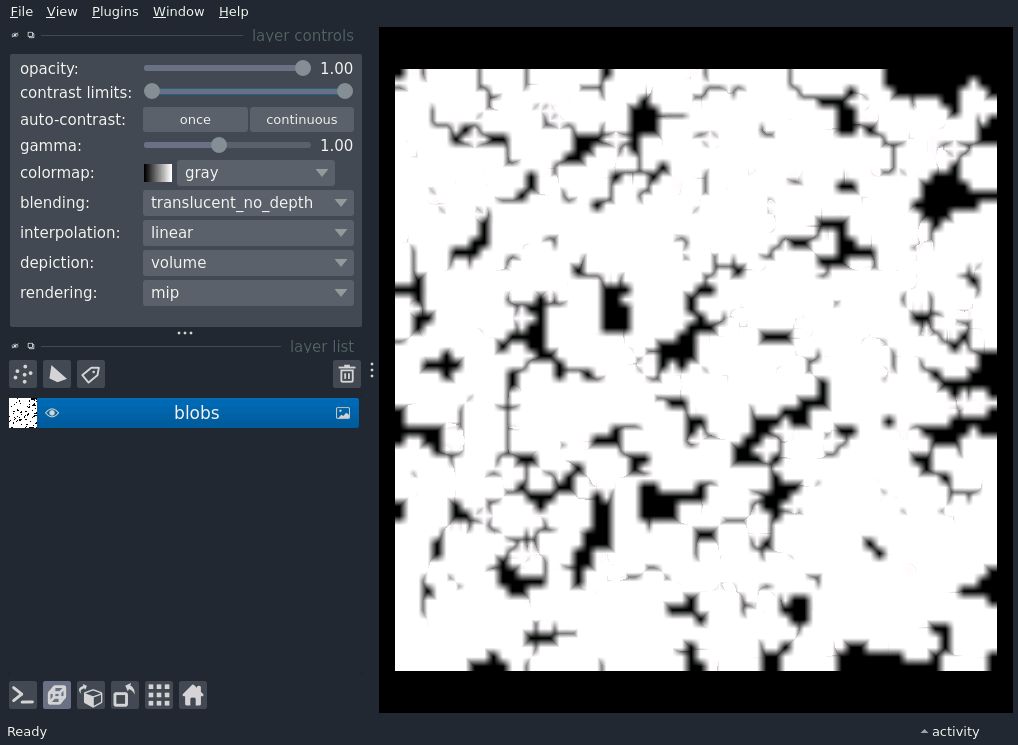 File View Plugins Window Help
layer controls
opacity: 1.00
contrast limits:
auto-contrast: once continuous
gamma: 1.00
colormap: gray
blending: translucent_no_depth
interpolation: linear
depiction: volume
rendering: mip
layer list
blobs
Ready activity